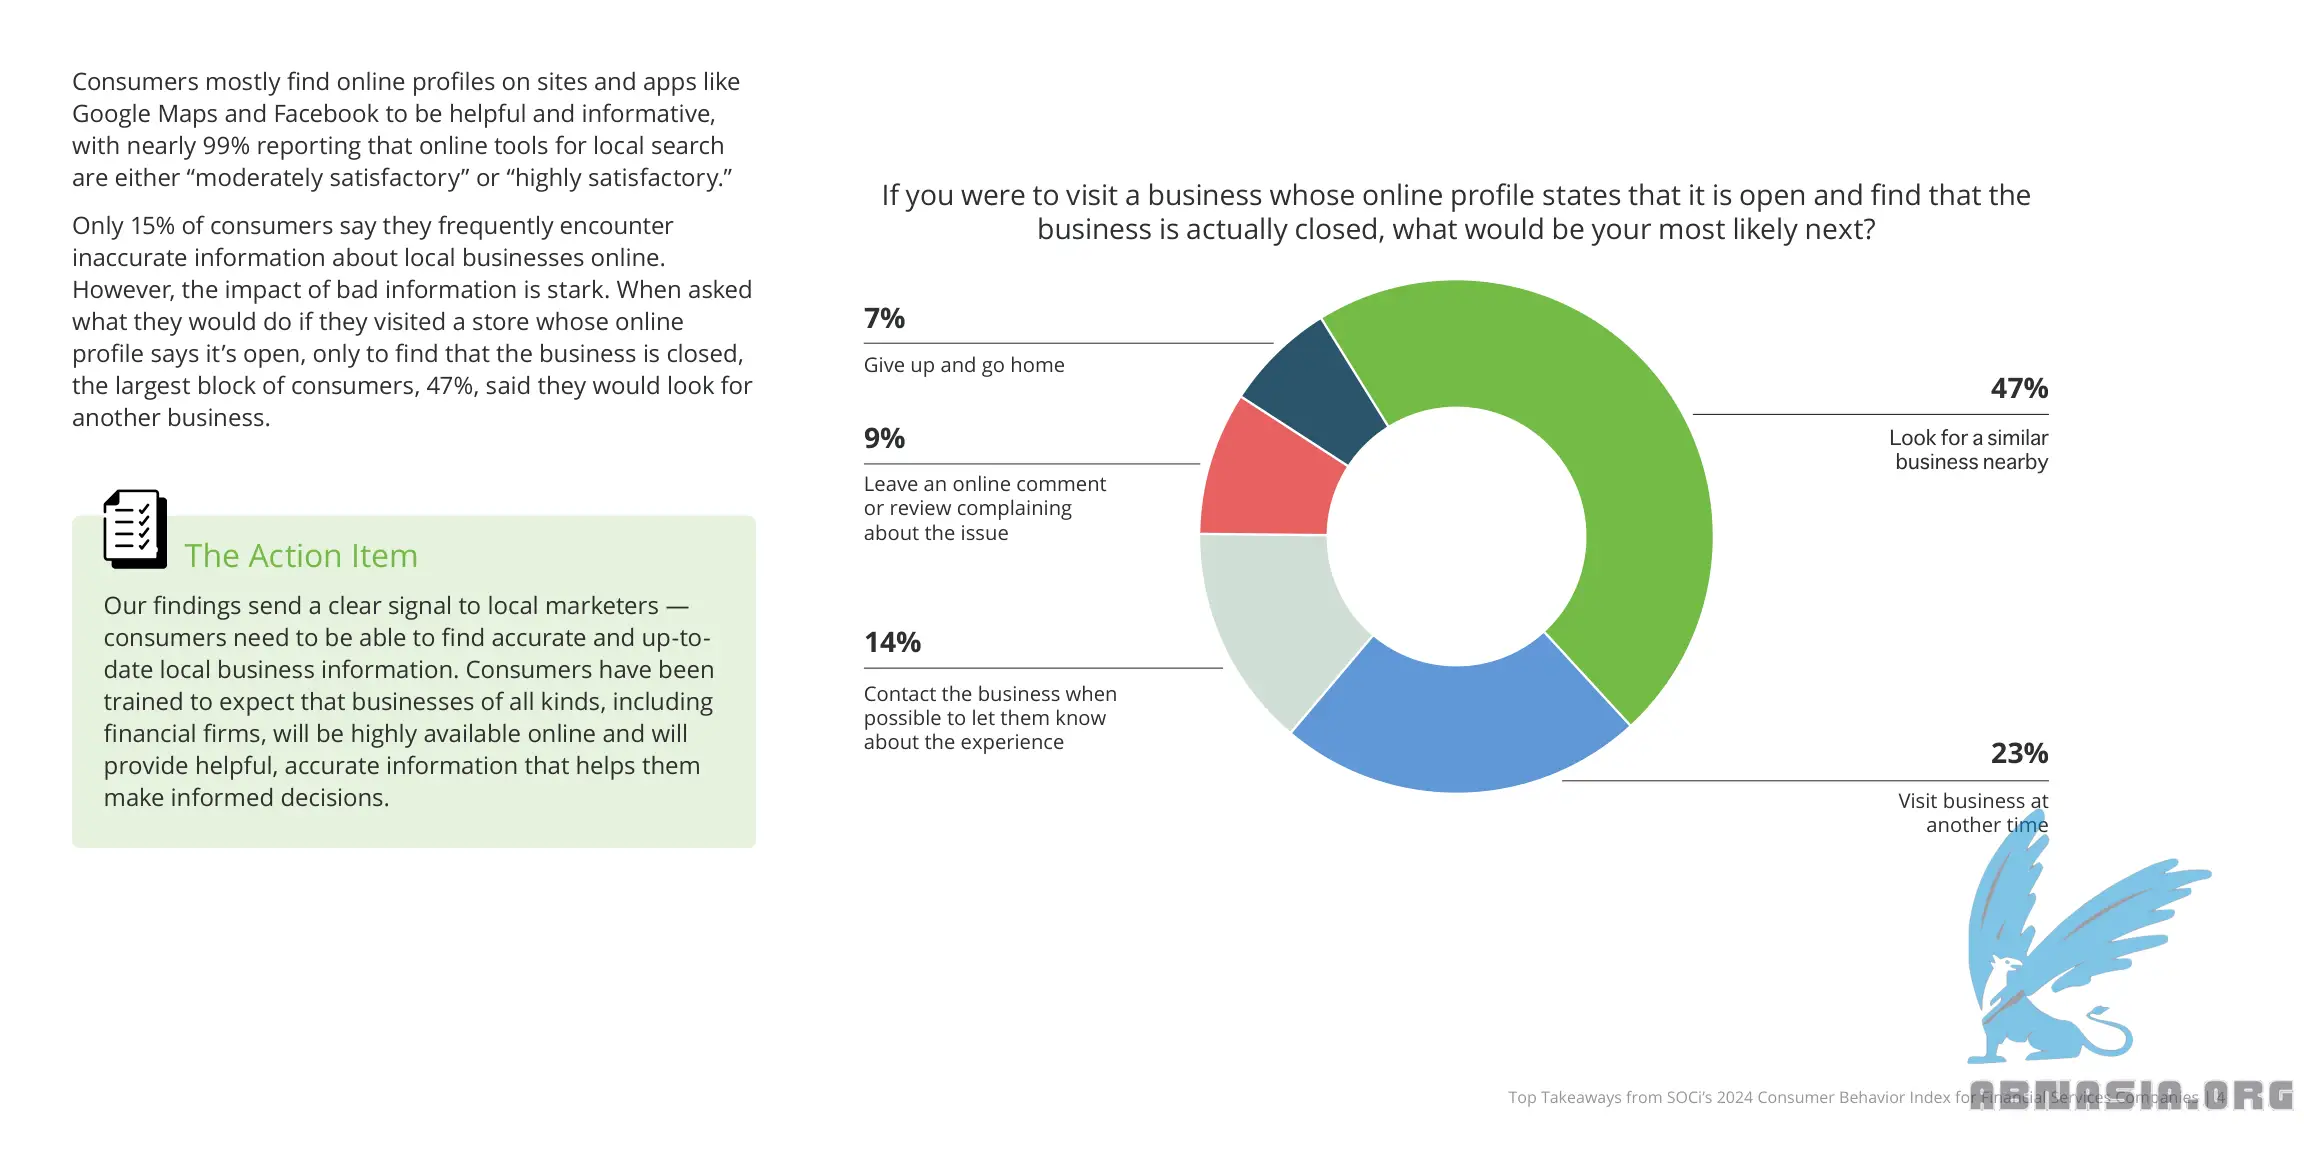 Consumers mostly find online profiles on sites and apps like
Google Maps and Facebook to be helpful and informative,
with nearly 99% reporting that online tools for local search
are either “moderately satisfactory” or “highly satisfactory.”
Only 15% of consumers say they frequently encounter
inaccurate information about local businesses online.
However, the impact of bad information is stark. When asked
what they would do if they visited a store whose online
profile says it’s open, only to find that the business is closed,
the largest block of consumers, 47%, said they would look for
another business.
The Action Item
Our findings send a clear signal to local marketers —
consumers need to be able to find accurate and up-to-
date local business information. Consumers have been
trained to expect that businesses of all kinds, including
financial firms, will be highly available online and will
provide helpful, accurate information that helps them
make informed decisions.
If you were to visit a business whose online profile states that it is open and find that the
business is actually closed, what would be your most likely next?
7%
Give up and go home
9%
Leave an online comment
or review complaining
about the issue
14%
Contact the business when
possible to let them know
about the experience
47%
Look for a similar
business nearby
23%
Visit business at
another time
Top Takeaways from SOCi’s 2024 Consumer Behavior Index for Financial Services Companies | 4
ABNASIA.ORG